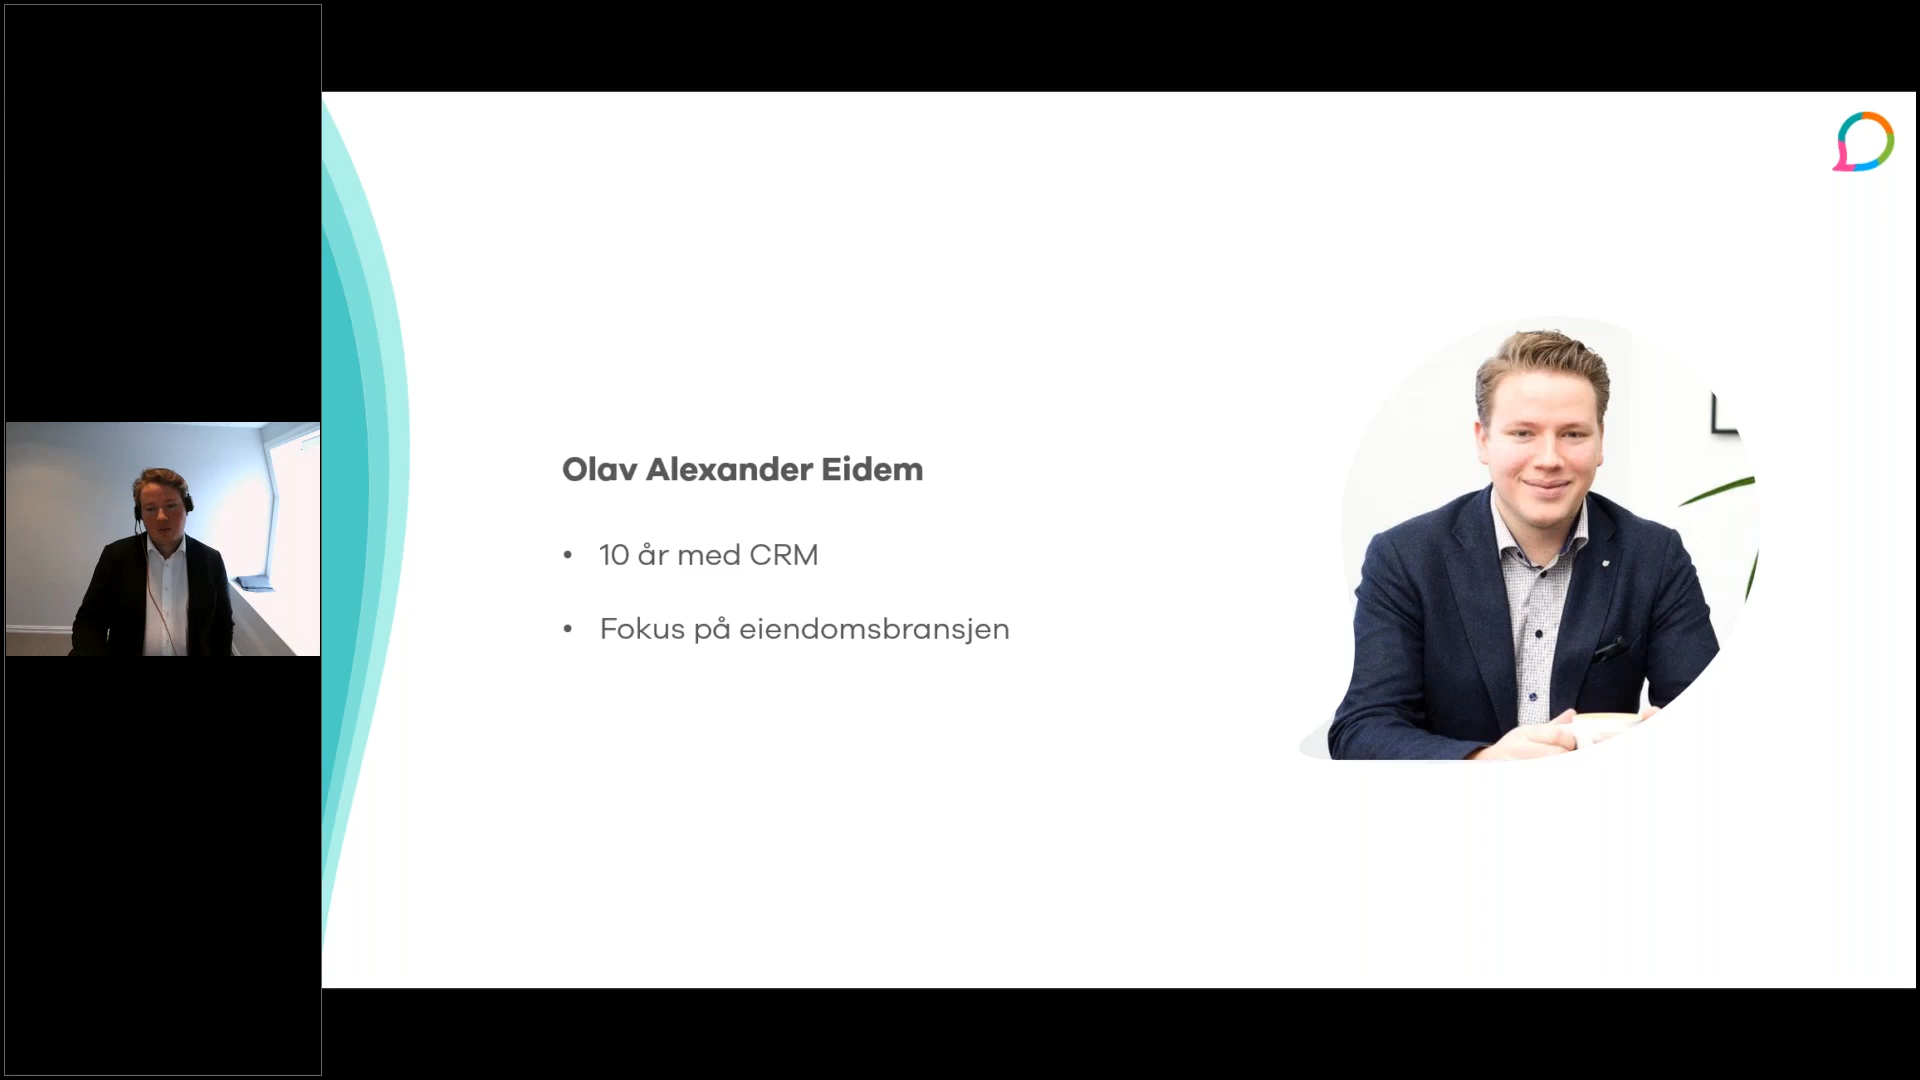 Olav Alexander Eidem
• 10 år med CRM
• Fokus på eiendomsbransjen